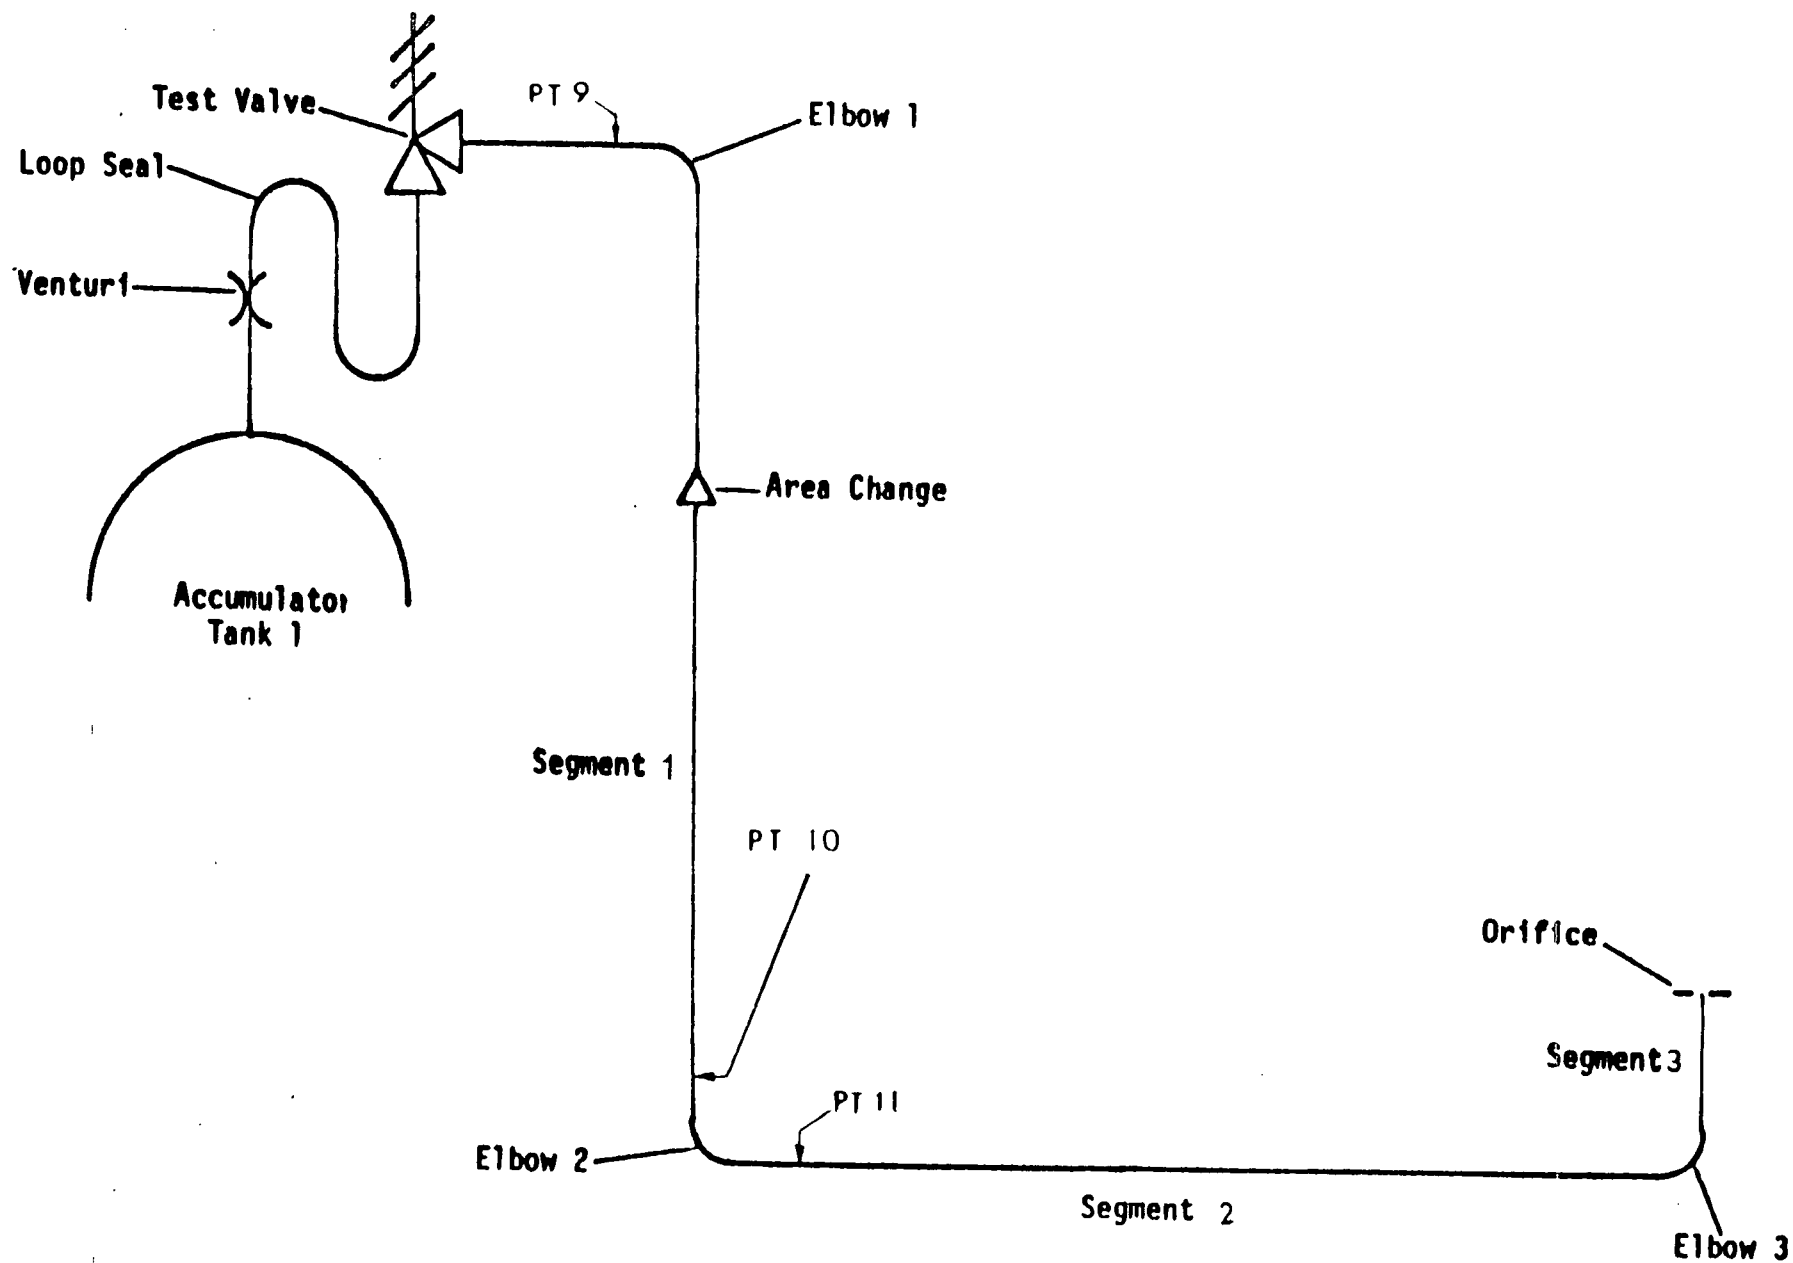 Test Valve
PT 9
Elbow 1
Loop Seal
Venturi
Area Change
Accumulator
Tank 1
Segment 1
PT 10
Orifice
Segment 3
PT 11
Elbow 2
Segment 2
Elbow 3